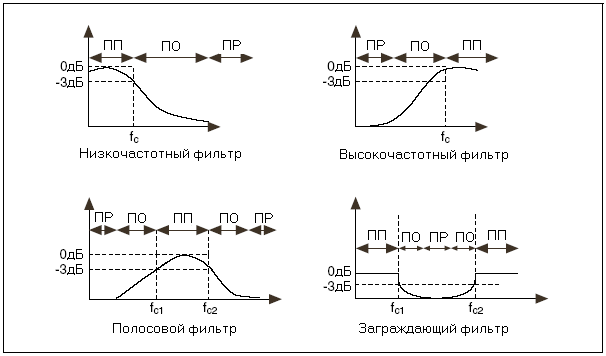 ПП ПО ПР
0дБ
-3дБ
fc
Низкочастотный фильтр
ПР ПО ПП
0дБ
-3дБ
fc
Высокочастотный фильтр
ПР ПО ПП ПО ПР
0дБ
-3дБ
fc1 fc2
Полосовой фильтр
ПП ПО ПР ПО ПП
0дБ
-3дБ
fc1 fc2
Заграждающий фильтр